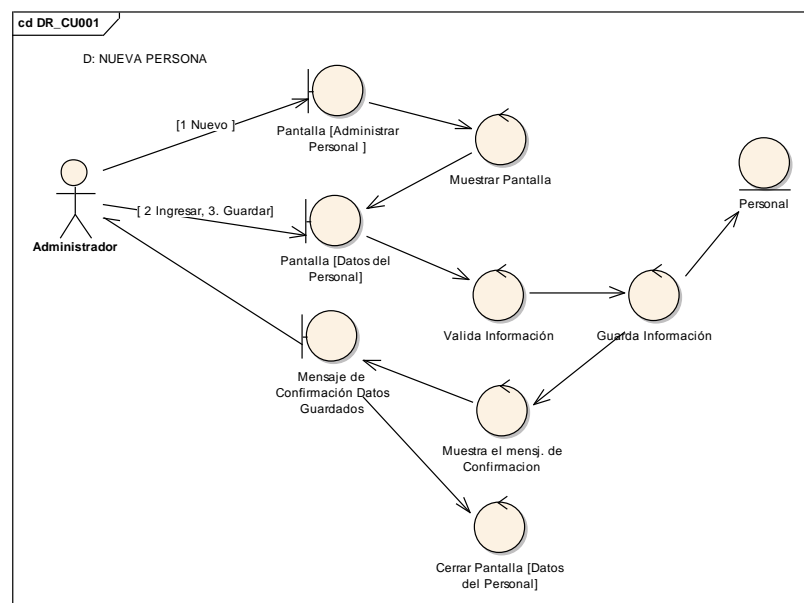 cd DR_CU001
D: NUEVA PERSONA
[1 Nuevo ]
Pantalla [Administrar
Personal ]
Muestrar Pantalla
Personal
Administrador
[ 2 Ingresar, 3. Guardar]
Pantalla [Datos del
Personal]
Valida Información
Guarda Información
Mensaje de
Confirmación Datos
Guardados
Muestra el mensj. de
Confirmacion
Cerrar Pantalla [Datos
del Personal]